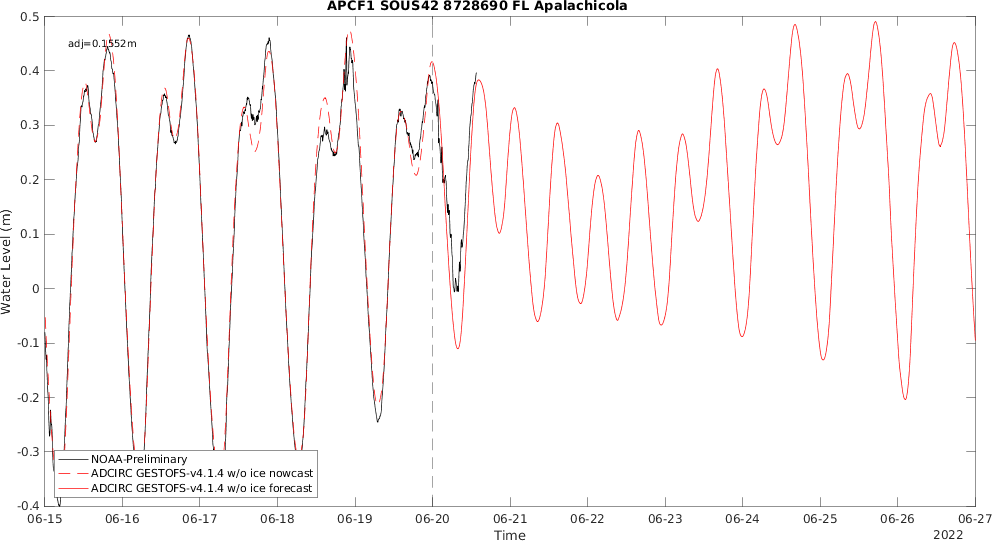 APCF1 SOUS42 8728690 FL Apalachicola
adj=0.1552m
0.5
0.4
0.3
0.2
0.1
0
-0.1
-0.2
-0.3
-0.4
Water Level (m)
NOAA-Preliminary
ADCIRC GESTOFS-v4.1.4 w/o ice nowcast
ADCIRC GESTOFS-v4.1.4 w/o ice forecast
06-15 06-16 06-17 06-18 06-19 06-20 06-21 06-22 06-23 06-24 06-25 06-26 06-27
Time
2022